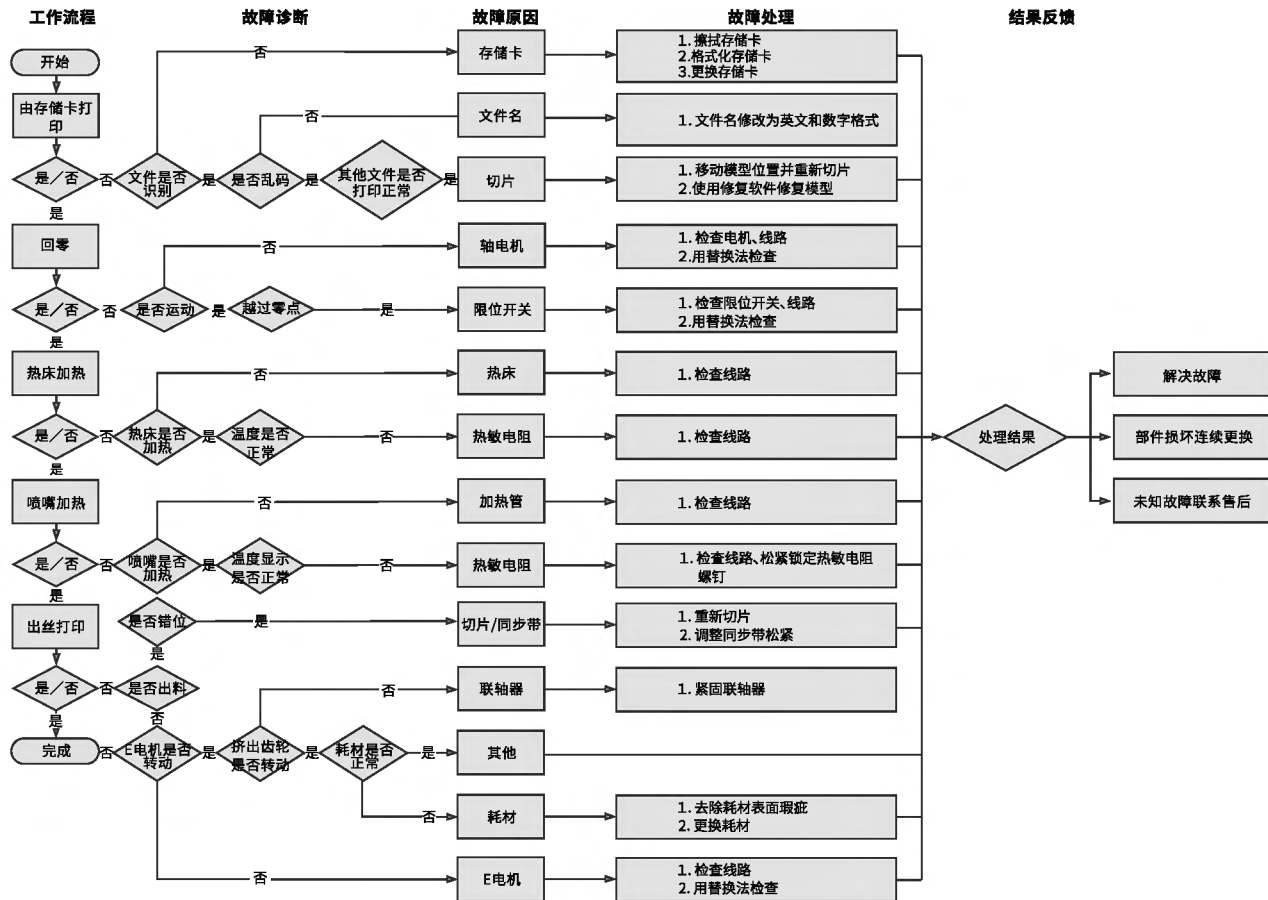 工作流程
故障诊断
故障原因
故障处理
结果反馈
开始
由存储卡打
印
是/否
否
文件是否
识别
否
是
是否乱码
否
是
其他文件是否
打印正常
是
存储卡
1. 擦拭存储卡
2.格式化存储卡
3.更换存储卡
文件名
1. 文件名修改为英文和数字格式
切片
1. 移动模型位置并重新切片
2.使用修复软件修复模型
是
回零
是/否
否
是否运动
否
是
越过零点
是
轴电机
1. 检查电机、线路
2.用替换法检查
限位开关
1. 检查限位开关、线路
2.用替换法检查
是
热床加热
是/否
否
热床是否
加热
否
是
温度是否
正常
否
热床
1. 检查线路
热敏电阻
1. 检查线路
是
喷嘴加热
是/否
否
喷嘴是否
加热
否
是
温度显示
是否正常
否
加热管
1. 检查线路
热敏电阻
1. 检查线路、松紧锁定热敏电阻
螺钉
是
出丝打印
是否错位
是
切片/同步带
1. 重新切片
2. 调整同步带松紧
是
是/否
否
是否出料
否
联轴器
1. 紧固联轴器
是
否
完成
否
E电机是否
转动
是
挤出齿轮
是否转动
是
耗材是否
正常
是
其他
否
耗材
1. 去除耗材表面瑕疵
2. 更换耗材
否
E电机
1. 检查线路
2. 用替换法检查
处理结果
解决故障
部件损坏连续更换
未知故障联系售后